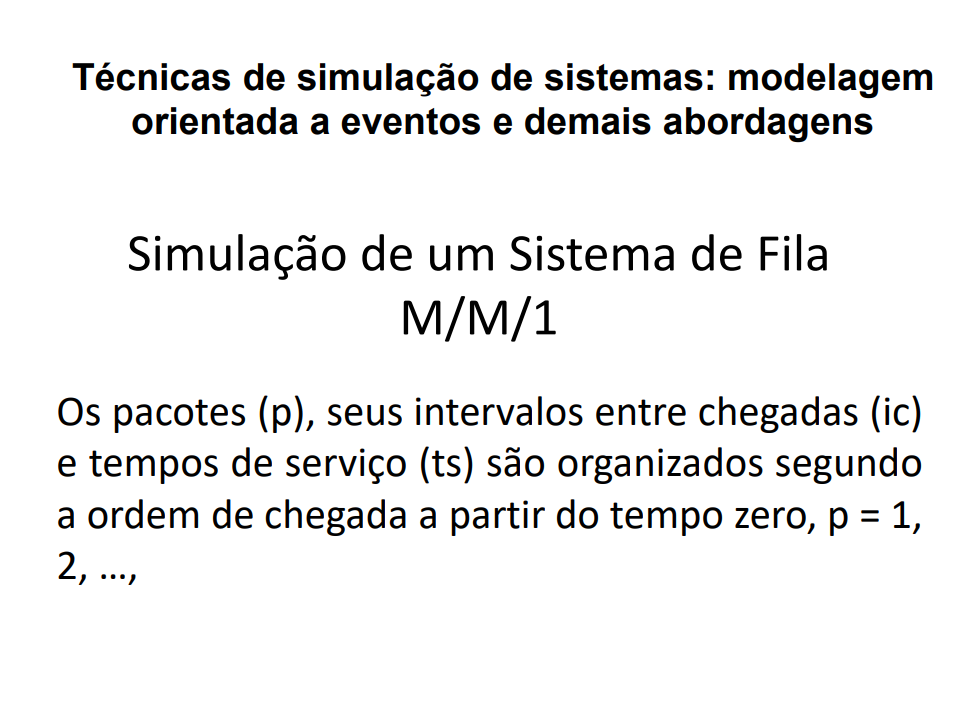 Técnicas de simulação de sistemas: modelagem
orientada a eventos e demais abordagens
Simulação de um Sistema de Fila
M/M/1
Os pacotes (p), seus intervalos entre chegadas (ic)
e tempos de serviço (ts) são organizados segundo
a ordem de chegada a partir do tempo zero, p = 1,
2, ...,